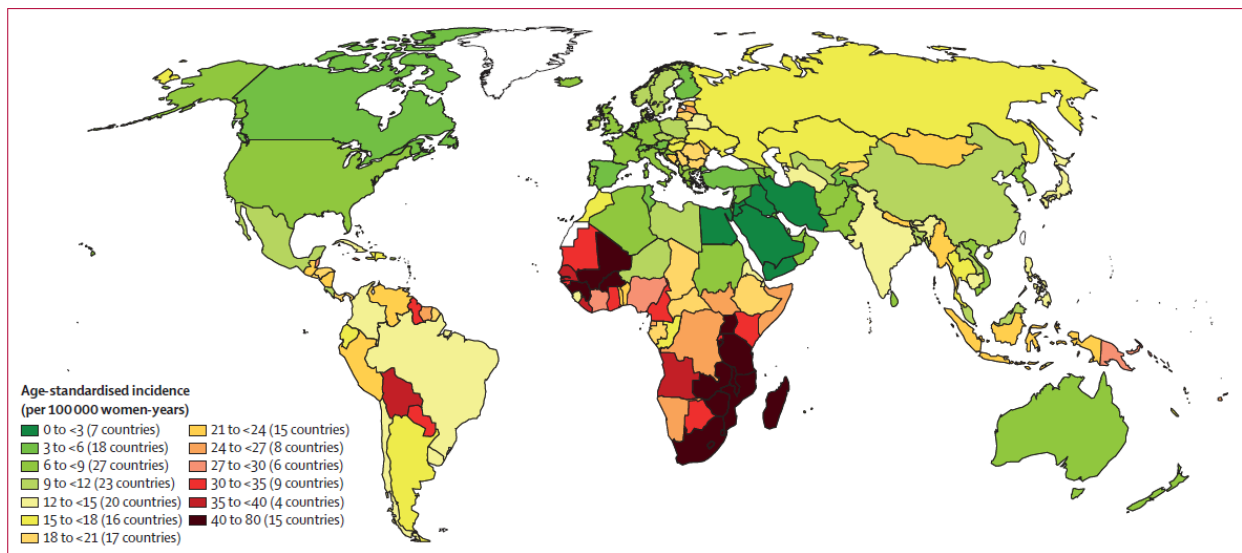 Age-standardised incidence
(per 100 000 women-years)
0 to <3 (7 countries)
3 to <6 (18 countries)
6 to <9 (27 countries)
9 to <12 (23 countries)
12 to <15 (20 countries)
15 to <18 (16 countries)
18 to <21 (17 countries)
21 to <24 (15 countries)
24 to <27 (8 countries)
27 to <30 (6 countries)
30 to <35 (9 countries)
35 to <40 (4 countries)
40 to 80 (15 countries)